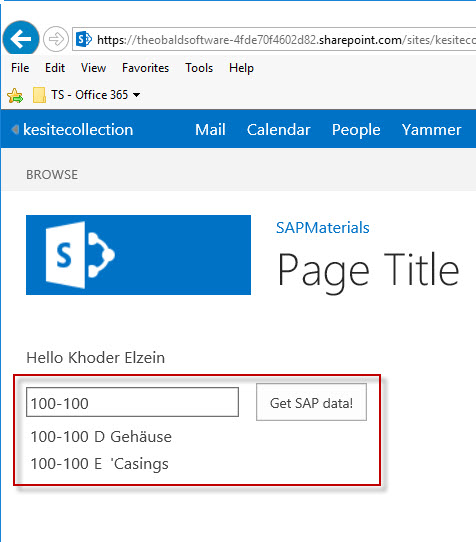 https://theobaldsoftware-4fde70f4602d82.sharepoint.com/sites/kesiteco
File Edit View Favorites Tools Help
TS - Office 365
kesitecollection Mail Calendar People Yammer
BROWSE
S
SAPMaterials
Page Title
Hello Khoder Elzein
100-100 Get SAP data!
100-100 D Gehäuse
100-100 E 'Casings